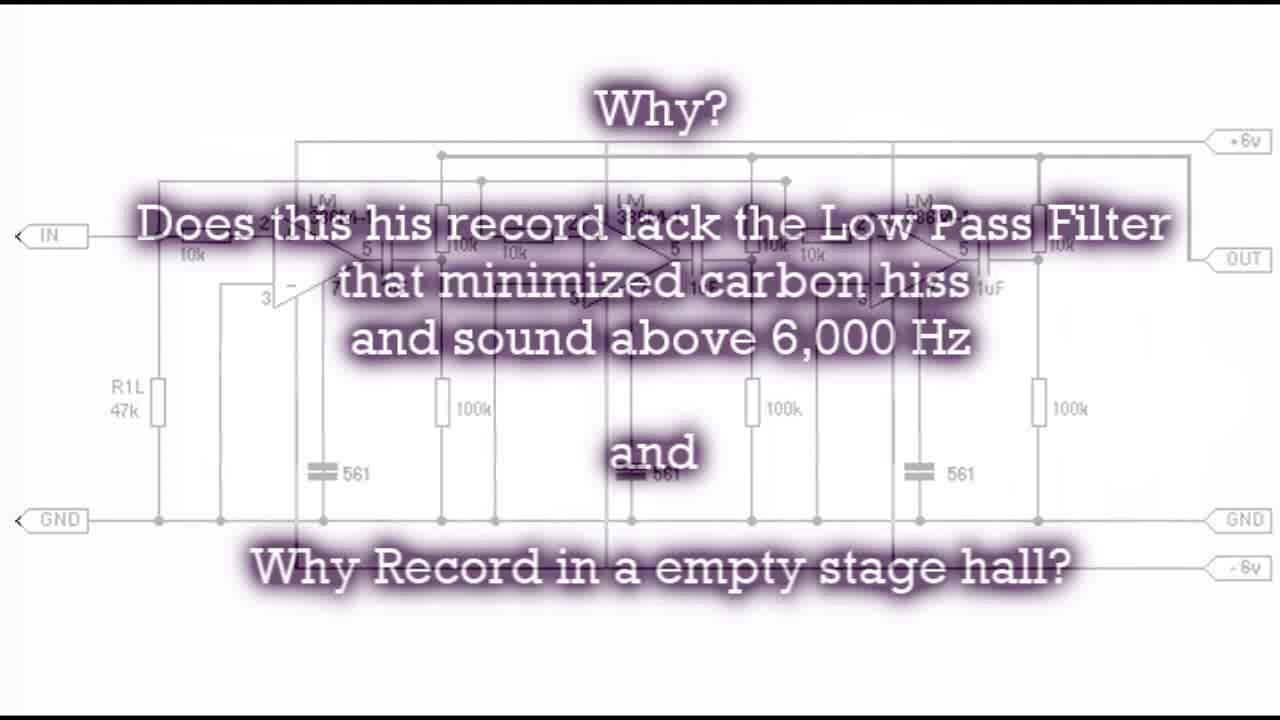 Why?
+6v
Does this his record lack the Low Pass Filter
IN
10k
10k
10k
10k
OUT
that minimized carbon hiss
1uF
and sound above 6,000 Hz
R1L
47k
100k
100k
100k
and
561
561
561
GND
GND
Why Record in a empty stage hall?
-6v